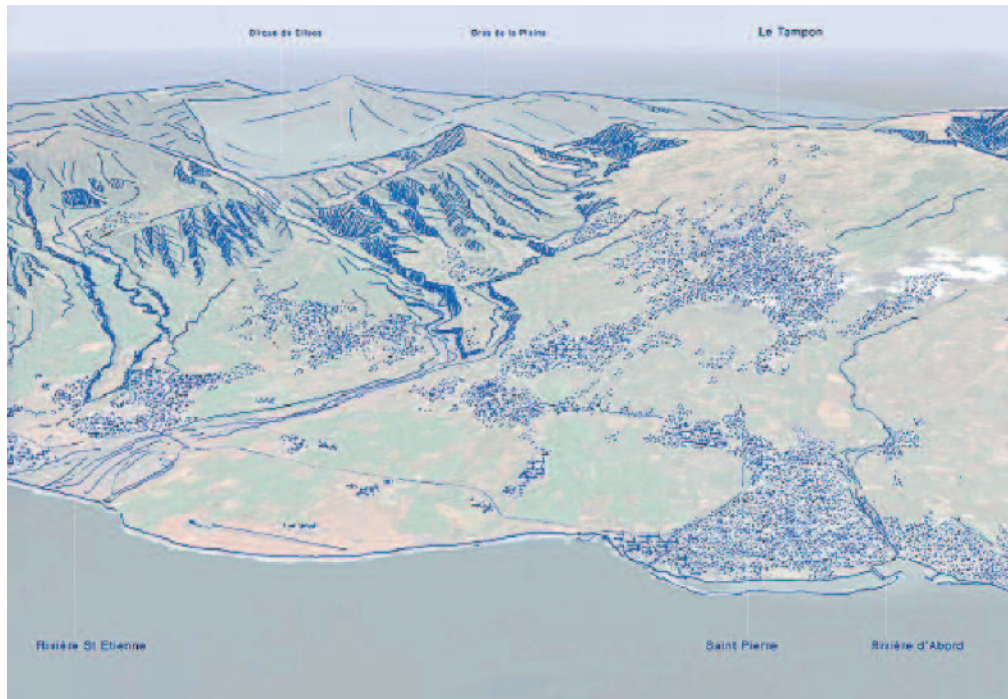 Cirque de Cilaos
Bras de la Plaine
Le Tampon
Rivière St Etienne
Saint Pierre
Rivière d'Abord